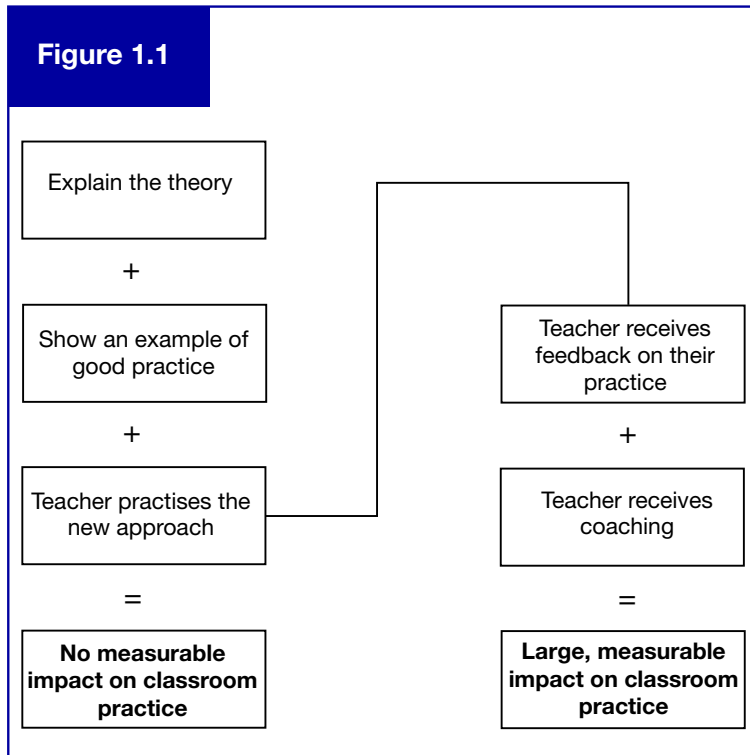 Figure 1.1
Explain the theory
+
Show an example of
good practice
+
Teacher practises the
new approach
=
No measurable
impact on classroom
practice
Teacher receives
feedback on their
practice
+
Teacher receives
coaching
=
Large, measurable
impact on classroom
practice